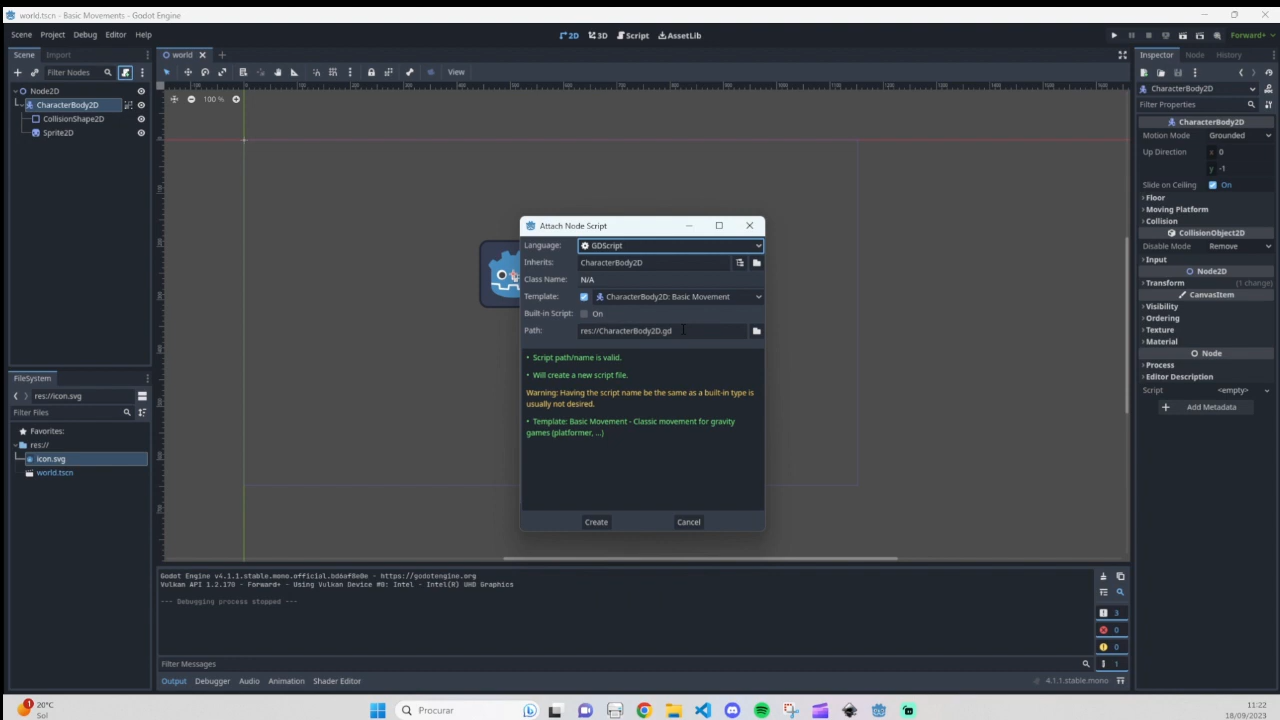 world.tscn - Basic Movements - Godot Engine
Scene Project Debug Editor Help
2D 3D Script AssetLib
Forward+
Scene Import
world
Inspector Node History
Filter Nodes
View
Node2D
CharacterBody2D
CollisionShape2D
Sprite2D
100 %
CharacterBody2D
Filter Properties
CharacterBody2D
Motion Mode Grounded
Up Direction x 0
y -1
Slide on Ceiling On
Floor
Moving Platform
Collision
CollisionObject2D
Disable Mode Remove
Input
Node2D
Transform (1 change)
CanvasItem
Visibility
Ordering
Texture
Material
Node
Process
Editor Description
Script <empty>
Add Metadata
Attach Node Script
Language: GDScript
Inherits: CharacterBody2D
Class Name: N/A
Template: CharacterBody2D: Basic Movement
Built-in Script: On
Path: res://CharacterBody2D.gd
• Script path/name is valid.
• Will create a new script file.
Warning: Having the script name be the same as a built-in type is
usually not desired.
• Template: Basic Movement - Classic movement for gravity
games (platformer, ...)
Create Cancel
FileSystem
res://icon.svg
Filter Files
Favorites:
res://
icon.svg
world.tscn
Godot Engine v4.1.1.stable.mono.official.bd6af8e0e - https://godotengine.org
Vulkan API 1.2.170 - Forward+ - Using Vulkan Device #0: Intel - Intel(R) UHD Graphics
--- Debugging process stopped ---
3
0
0
1
Filter Messages
Output Debugger Audio Animation Shader Editor
4.1.1.stable.mono
1
20°C
Sol
Procurar
11:22
18/09/2023